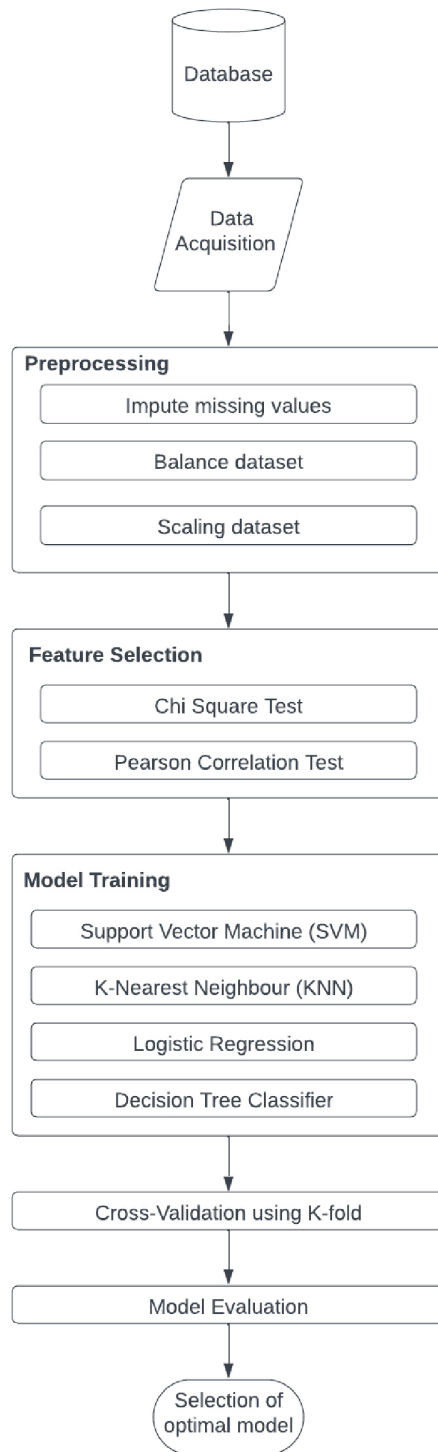 Database
Data
Acquisition
Preprocessing
Impute missing values
Balance dataset
Scaling dataset
Feature Selection
Chi Square Test
Pearson Correlation Test
Model Training
Support Vector Machine (SVM)
K-Nearest Neighbour (KNN)
Logistic Regression
Decision Tree Classifier
Cross-Validation using K-fold
Model Evaluation
Selection of
optimal model